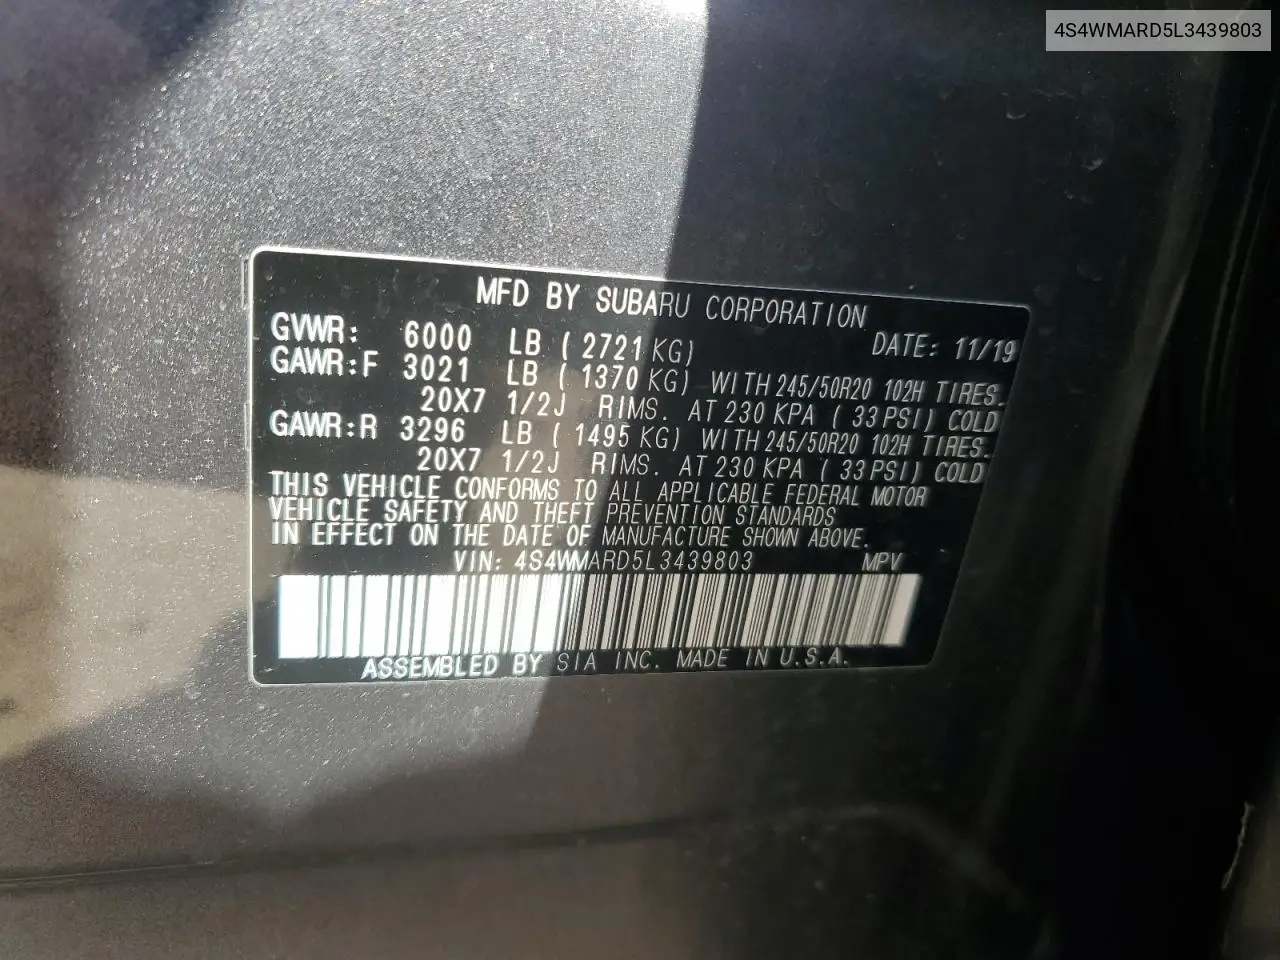 4S4WMARD5L3439803
MFD BY SUBARU CORPORATION
GVWR: 6000 LB ( 2721 KG) DATE: 11/19
GAWR:F 3021 LB ( 1370 KG) WITH 245/50R20 102H TIRES.
20X7 1/2J RIMS. AT 230 KPA ( 33 PSI) COLD
GAWR:R 3296 LB ( 1495 KG) WITH 245/50R20 102H TIRES.
20X7 1/2J RIMS. AT 230 KPA ( 33 PSI) COLD
THIS VEHICLE CONFORMS TO ALL APPLICABLE FEDERAL MOTOR
VEHICLE SAFETY AND THEFT PREVENTION STANDARDS
IN EFFECT ON THE DATE OF MANUFACTURE SHOWN ABOVE.
VIN: 4S4WMARD5L3439803 MPV
ASSEMBLED BY SIA INC. MADE IN U.S.A.